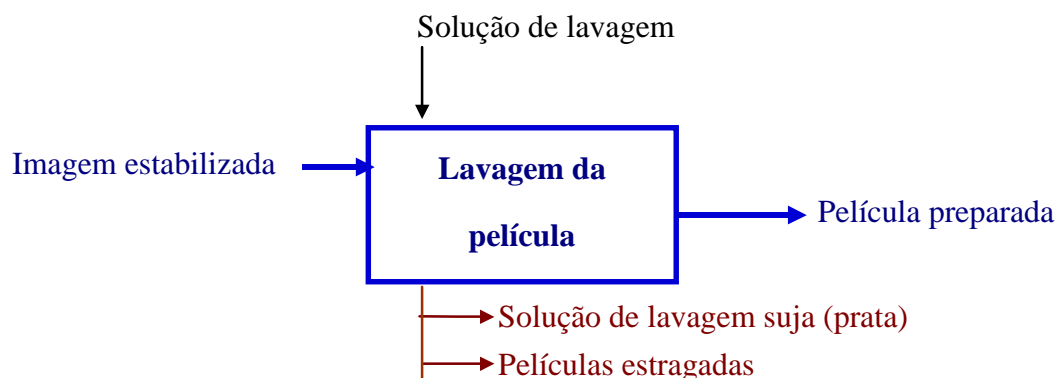 Solução de lavagem
Imagem estabilizada
Lavagem da
película
Película preparada
Solução de lavagem suja (prata)
Películas estragadas